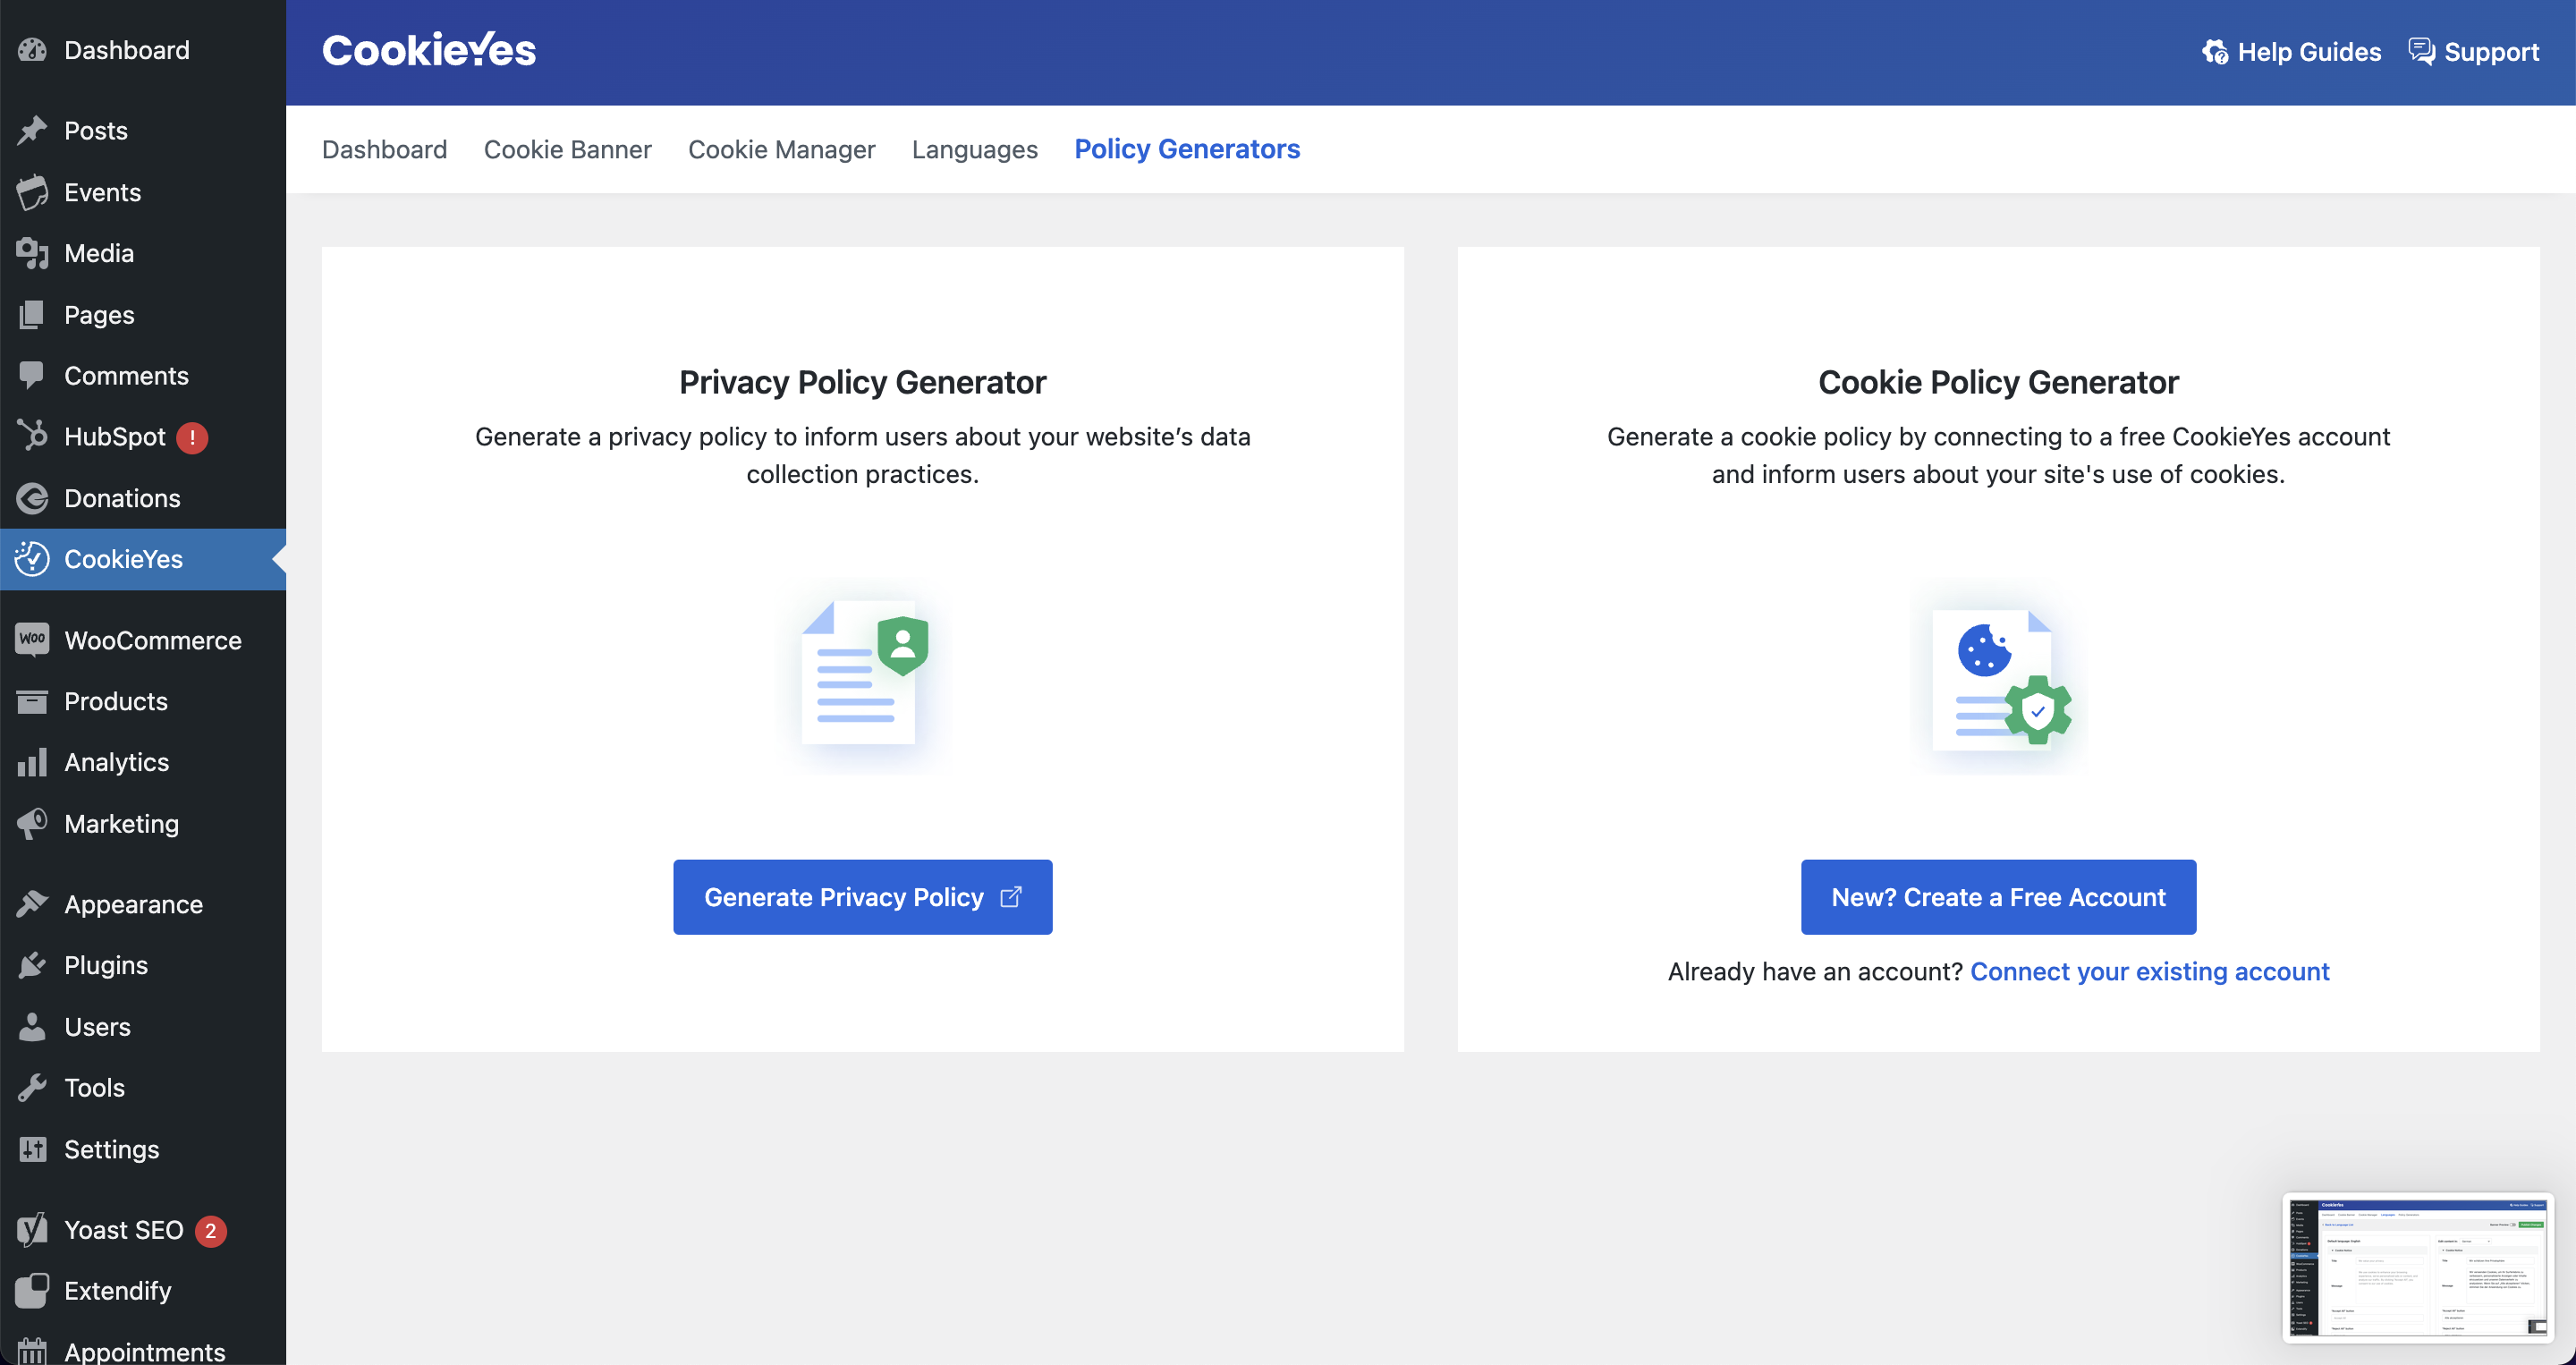 Dashboard
Posts
Events
Media
Pages
Comments
HubSpot !
Donations
CookieYes
WooCommerce
Products
Analytics
Marketing
Appearance
Plugins
Users
Tools
Settings
Yoast SEO 2
Extendify
Appointments
CookieYes
Help Guides
Support
Dashboard
Cookie Banner
Cookie Manager
Languages
Policy Generators
Privacy Policy Generator
Generate a privacy policy to inform users about your website’s data
collection practices.
Generate Privacy Policy
Cookie Policy Generator
Generate a cookie policy by connecting to a free CookieYes account
and inform users about your site's use of cookies.
New? Create a Free Account
Already have an account? Connect your existing account